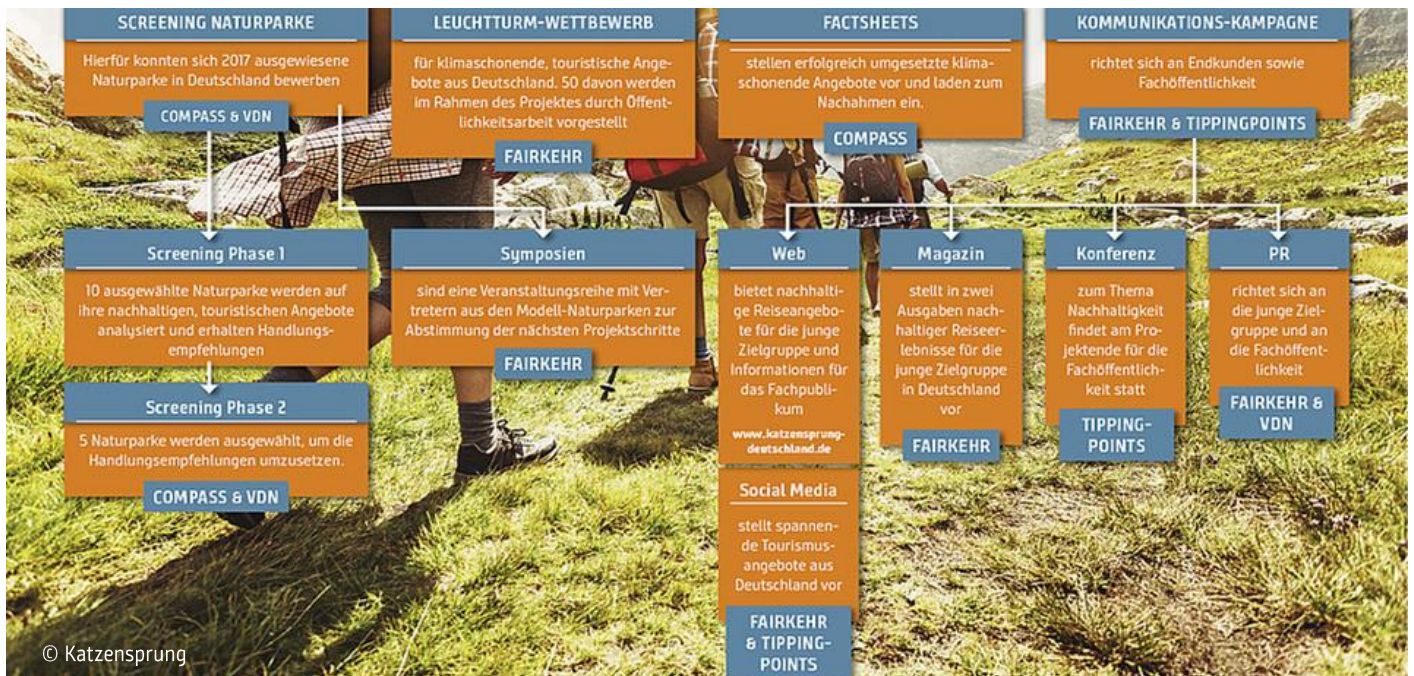 SCREENING NATURPARKE
Hierfür konnten sich 2017 ausgewiesene
Naturparke in Deutschland bewerben
COMPASS & VDN
LEUCHTTURM-WETTBEWERB
für klimaschonende, touristische Ange-
bote aus Deutschland. 50 davon werden
im Rahmen des Projektes durch Öffent-
lichkeitsarbeit vorgestellt
FAIRKEHR
FACTSHEETS
stellen erfolgreich umgesetzte klima-
schonende Angebote vor und laden zum
Nachahmen ein.
COMPASS
KOMMUNIKATIONS-KAMPAGNE
richtet sich an Endkunden sowie
Fachöffentlichkeit
FAIRKEHR & TIPPINGPOINTS
Screening Phase 1
10 ausgewählte Naturparke werden auf
ihre nachhaltigen, touristischen Angebote
analysiert und erhalten Handlungs-
empfehlungen
Screening Phase 2
5 Naturparke werden ausgewählt, um die
Handlungsempfehlungen umzusetzen.
COMPASS & VDN
Symposien
sind eine Veranstaltungsreihe mit Ver-
tretern aus den Modell-Naturparken zur
Abstimmung der nächsten Projektschritte
FAIRKEHR
Web
bietet nachhalti-
ge Reiseangebo-
te für die junge
Zielgruppe und
Informationen für
das Fachpubli-
kum
www.katzensprung-
deutschland.de
Social Media
stellt spannen-
de Tourismus-
angebote aus
Deutschland vor
FAIRKEHR
& TIPPING-
POINTS
Magazin
stellt in zwei
Ausgaben nach-
haltiger Reiseer-
lebnisse für die
junge Zielgruppe
in Deutschland
vor
FAIRKEHR
Konferenz
zum Thema
Nachhaltigkeit
findet am Pro-
jektende für die
Fachöffentlich-
keit statt
TIPPING-
POINTS
PR
richtet sich an
die junge Ziel-
gruppe und an
die Fachöffent-
lichkeit
FAIRKEHR &
VDN
© Katzensprung